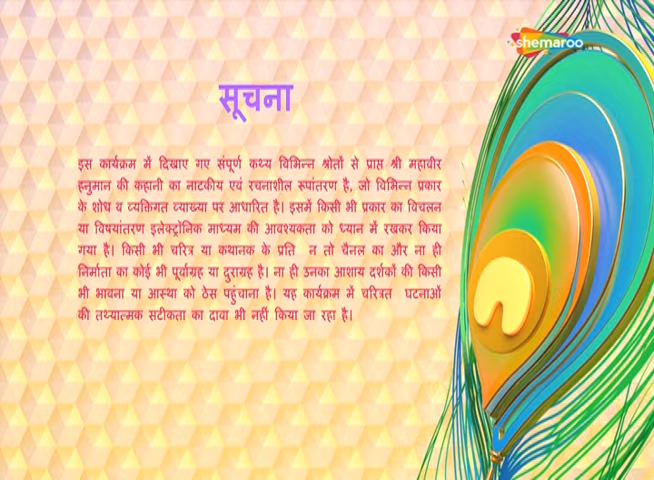 shemaroo
सूचना
इस कार्यक्रम में दिखाए गए संपूर्ण कथ्य विभिन्न श्रोतों से प्राप्त श्री महावीर
हनुमान की कहानी का नाटकीय एवं रचनाशील रूपांतरण है, जो विभिन्न प्रकार
के शोध व व्यक्तिगत व्याख्या पर आधारित है। इसमें किसी भी प्रकार का विचलन
या विषयांतरण इलेक्ट्रोनिक माध्यम की आवश्यकता को ध्यान में रखकर किया
गया है। किसी भी चरित्र या कथानक के प्रति न तो चैनल का और ना ही
निर्माता का कोई भी पूर्वाग्रह या दुराग्रह है। ना ही उनका आशाय दर्शकों की किसी
भी भावना या आस्था को ठेस पहुंचाना है। यह कार्यक्रम में चरित्रत घटनाओं
की तथ्यात्मक सटीकता का दावा भी नहीं किया जा रहा है।